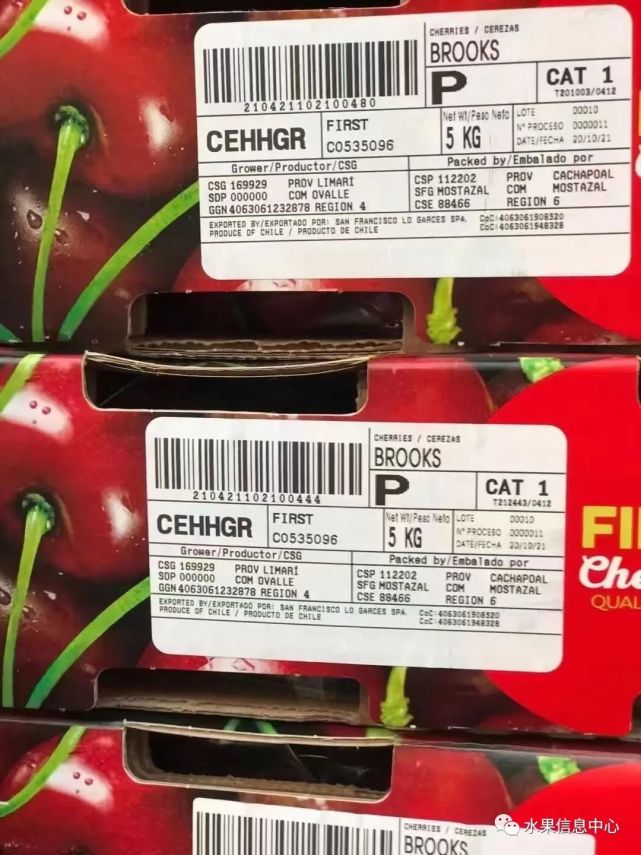 CHERRIES / CEREZAS
BROOKS
210421102100480
P
CAT 1
T201003/0412
CEHHGR
FIRST
C0535096
Net Wt/Peso Neto
5 KG
LOTE 00010
N° PROCESO 0000011
DATE/FECHA 20/10/21
Grower/Productor/CSG
CSG 169929 PROV LIMARÍ
SDP 000000 COM OVALLE
GGN 4063061232878 REGION 4
Packed by/Embalado por
CSP 112202 PROV CACHAPOAL
SFG MOSTAZAL COM MOSTAZAL
CSE 88466 REGION 6
EXPORTED BY/EXPORTADO POR: SAN FRANCISCO LO GARCES SPA.
PRODUCE OF CHILE / PRODUCTO DE CHILE
CoC:4063061908520
CoC:4063061948328
CHERRIES / CEREZAS
BROOKS
210421102100444
P
CAT 1
T212443/0412
CEHHGR
FIRST
C0535096
Net Wt/Peso Neto
5 KG
LOTE 00010
N° PROCESO 0000011
DATE/FECHA 20/10/21
Grower/Productor/CSG
CSG 169929 PROV LIMARÍ
SDP 000000 COM OVALLE
GGN 4063061232878 REGION 4
Packed by/Embalado por
CSP 112202 PROV CACHAPOAL
SFG MOSTAZAL COM MOSTAZAL
CSE 88466 REGION 6
EXPORTED BY/EXPORTADO POR: SAN FRANCISCO LO GARCES SPA.
PRODUCE OF CHILE / PRODUCTO DE CHILE
CoC:4063061908520
CoC:4063061948328
FI
Che
QUAL
CHERRIES / CEREZAS
BROOKS
水果信息中心